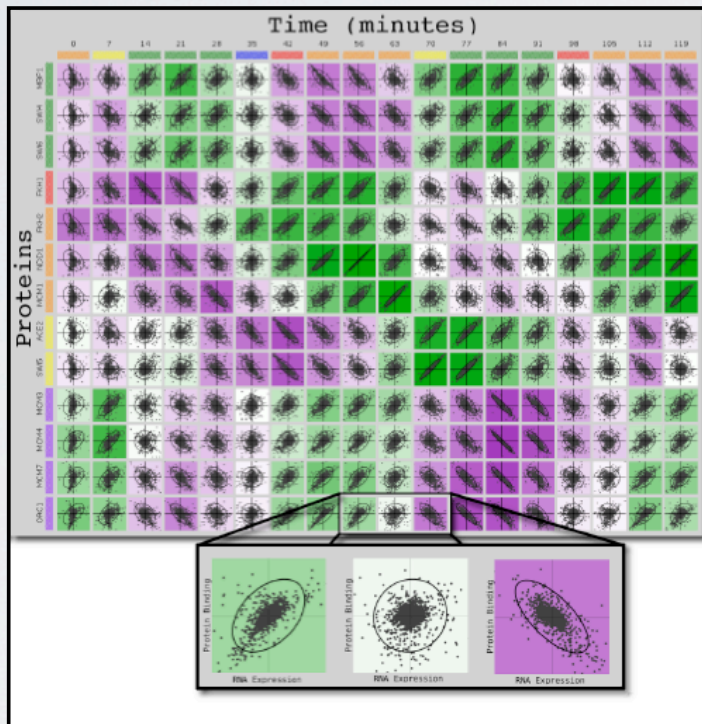 Time (minutes)
0 7 14 21 28 35 42 49 56 63 70 77 84 91 98 105 112 119
Proteins
MBP1
SWI4
SWI6
FKH1
FKH2
NDD1
MCM1
ACE2
SWI5
MCM3
MCM4
MCM7
ORC1
Protein Binding
RNA Expression
Protein Binding
RNA Expression
Protein Binding
RNA Expression